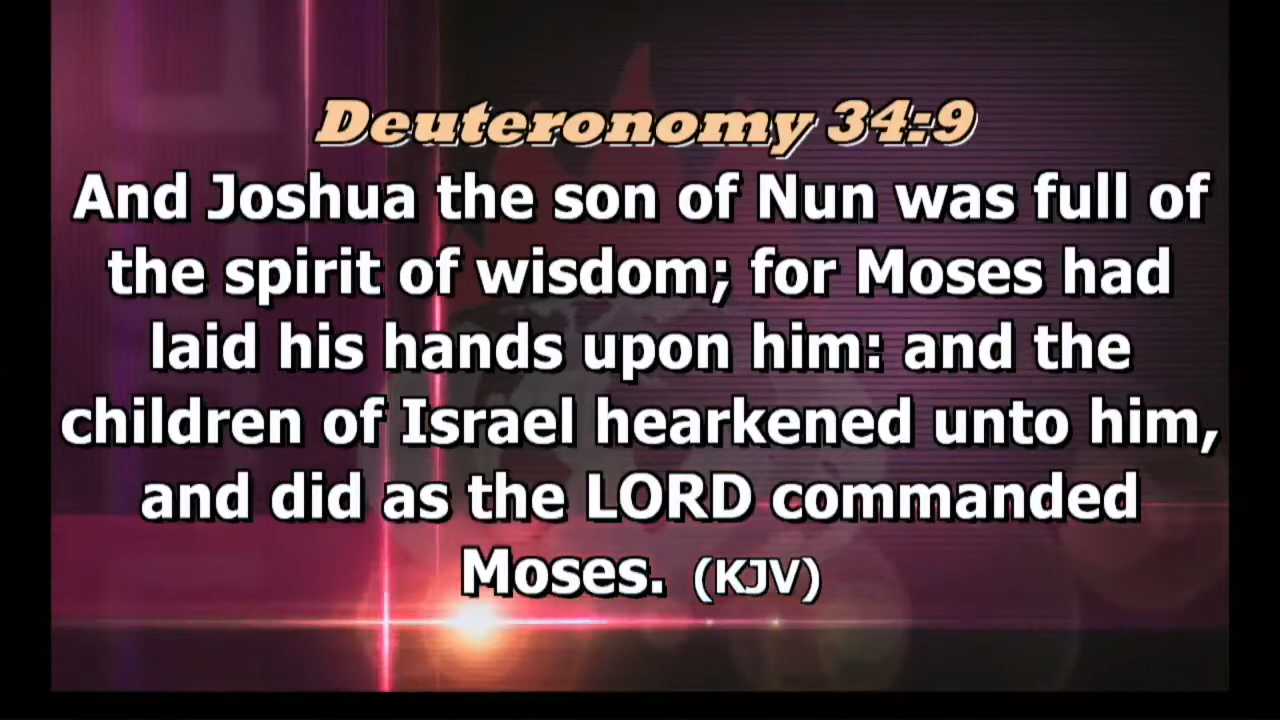 Deuteronomy 34:9
And Joshua the son of Nun was full of
the spirit of wisdom; for Moses had
laid his hands upon him: and the
children of Israel hearkened unto him,
and did as the LORD commanded
Moses. (KJV)